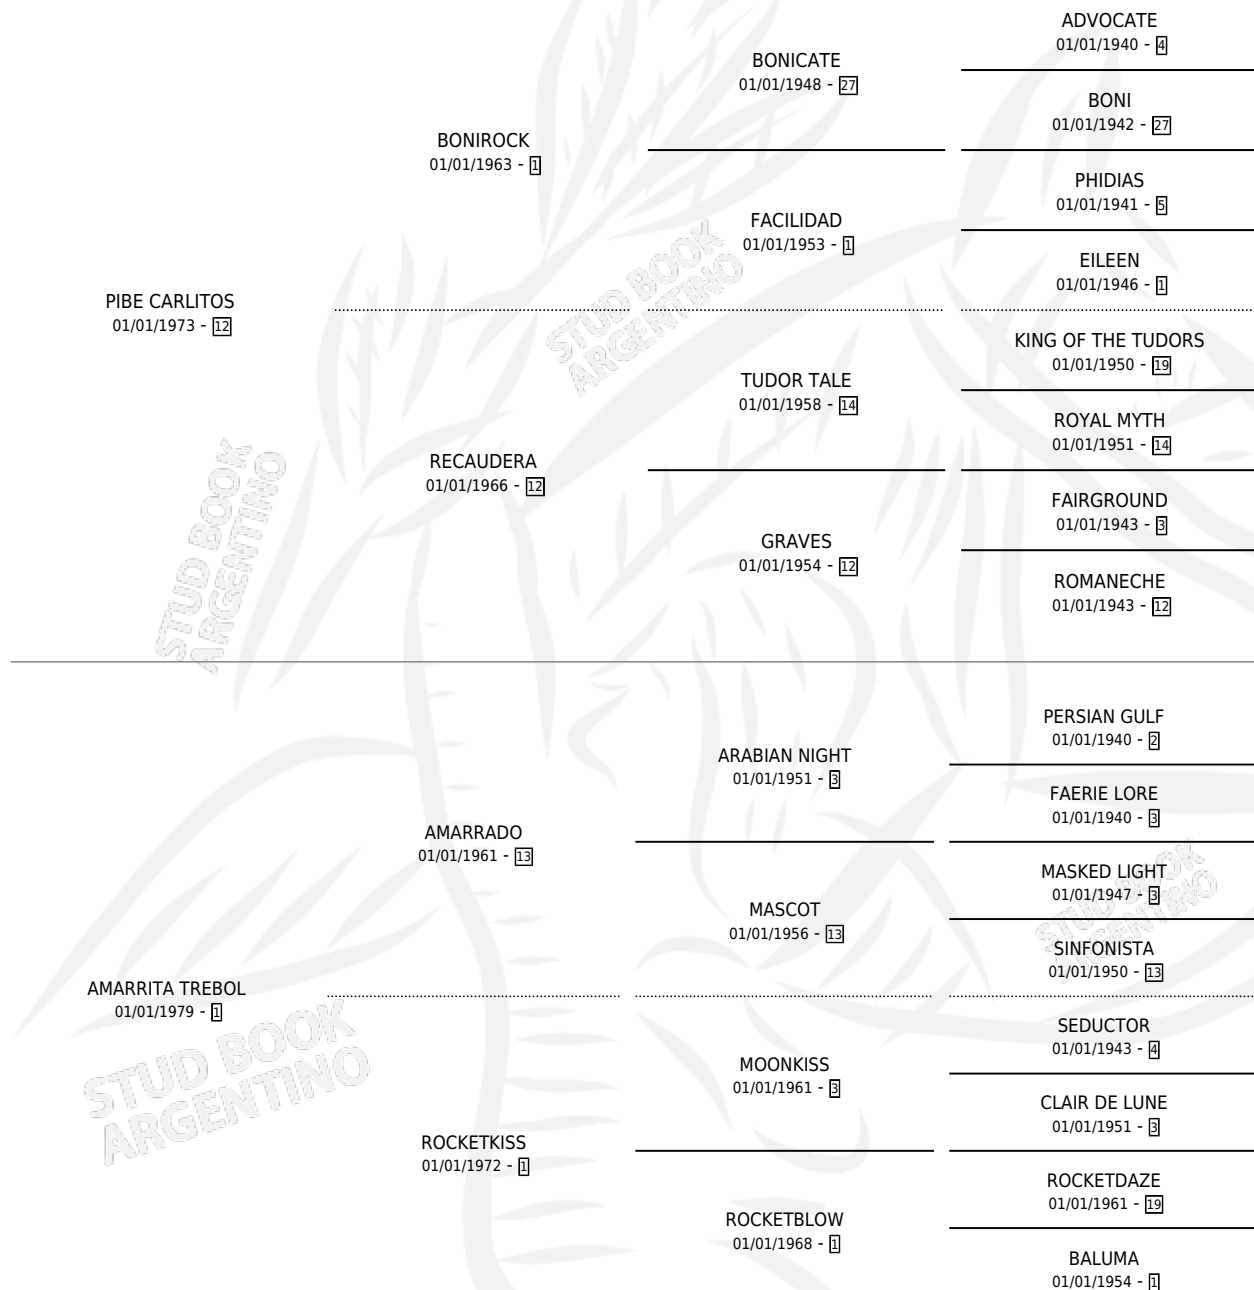 ADVOCATE
01/01/1940 - 4
BONICATE
01/01/1948 - 27
BONI
01/01/1942 - 27
BONIROCK
01/01/1963 - 1
PHIDIAS
01/01/1941 - 5
FACILIDAD
01/01/1953 - 1
EILEEN
01/01/1946 - 1
PIBE CARLITOS
01/01/1973 - 12
KING OF THE TUDORS
01/01/1950 - 19
TUDOR TALE
01/01/1958 - 14
ROYAL MYTH
01/01/1951 - 14
RECAUDERA
01/01/1966 - 12
FAIRGROUND
01/01/1943 - 3
GRAVES
01/01/1954 - 12
ROMANECHE
01/01/1943 - 12
PERSIAN GULF
01/01/1940 - 2
ARABIAN NIGHT
01/01/1951 - 3
FAERIE LORE
01/01/1940 - 3
AMARRADO
01/01/1961 - 13
MASKED LIGHT
01/01/1947 - 3
MASCOT
01/01/1956 - 13
SINFONISTA
01/01/1950 - 13
AMARRITA TREBOL
01/01/1979 - 1
SEDUCTOR
01/01/1943 - 4
MOONKISS
01/01/1961 - 3
CLAIR DE LUNE
01/01/1951 - 3
ROCKETKISS
01/01/1972 - 1
ROCKETDAZE
01/01/1961 - 19
ROCKETBLOW
01/01/1968 - 1
BALUMA
01/01/1954 - 1
STUD BOOK
ARGENTINO
STUD BOOK
ARGENTINO
STUD BOOK
ARGENTINO
STUD BOOK
ARGENTINO